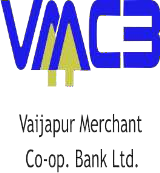 VMCB
Vaijapur Merchant
Co-op. Bank Ltd.